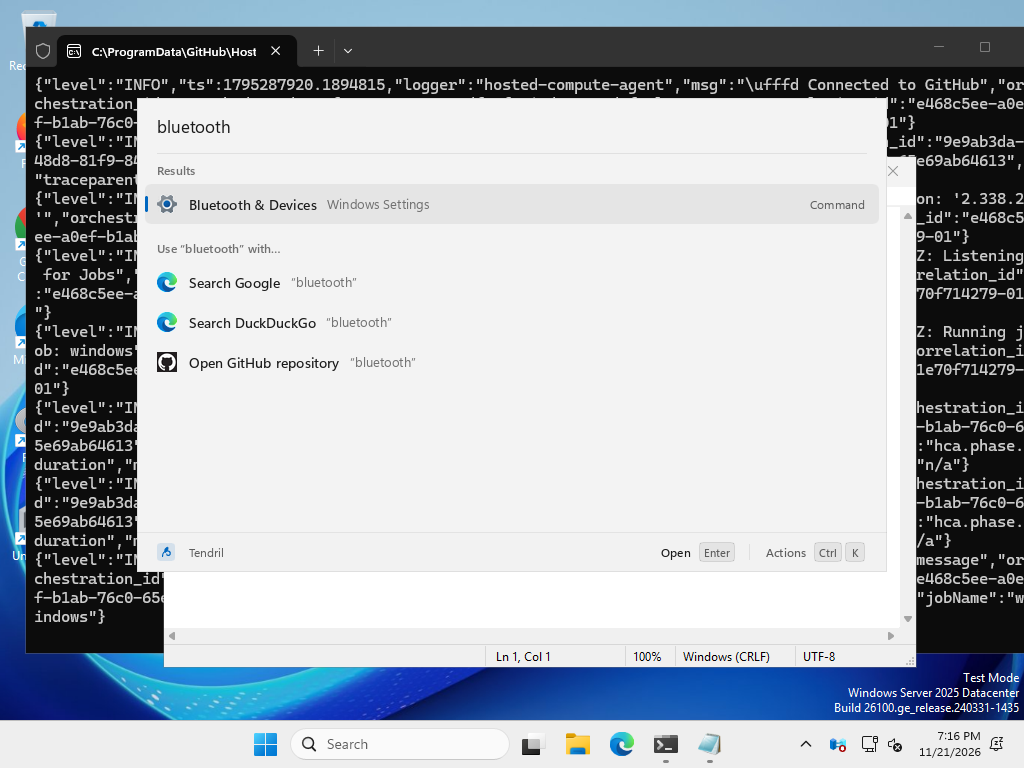 C:\ProgramData\GitHub\Host
{"level":"INFO","ts":1795287920.1894815,"logger":"hosted-compute-agent","msg":"\ufffd Connected to GitHub","or
chestration_id
"e468c5ee-a0e
f-b1ab-76c0-
01"}
{"level":"IN
_id":"9e9ab3da-
48d8-81f9-8
5e69ab64613",
"traceparent
{"level":"IN
on: '2.338.2
'","orchestr
_id":"e468c5
ee-a0ef-b1ab
9-01"}
{"level":"IN
Z: Listening
for Jobs","
relation_id"
:"e468c5ee-a
70f714279-01
"}
{"level":"IN
Z: Running j
ob: windows"
orrelation_i
d":"e468c5ee
1e70f714279-
01"}
{"level":"IN
hestration_i
d":"9e9ab3da
-b1ab-76c0-6
5e69ab64613"
:"hca.phase.
duration","m
"n/a"}
{"level":"IN
hestration_i
d":"9e9ab3da
-b1ab-76c0-6
5e69ab64613"
:"hca.phase.
duration","m
/a"}
{"level":"IN
message","or
chestration_id"
e468c5ee-a0e
f-b1ab-76c0-65e
"jobName":"w
indows"}
bluetooth
Results
Bluetooth & Devices Windows Settings Command
Use “bluetooth” with...
Search Google “bluetooth”
Search DuckDuckGo “bluetooth”
Open GitHub repository “bluetooth”
Tendril Open Enter Actions Ctrl K
Ln 1, Col 1 100% Windows (CRLF) UTF-8
Test Mode
Windows Server 2025 Datacenter
Build 26100.ge_release.240331-1435
Search
7:16 PM
11/21/2026